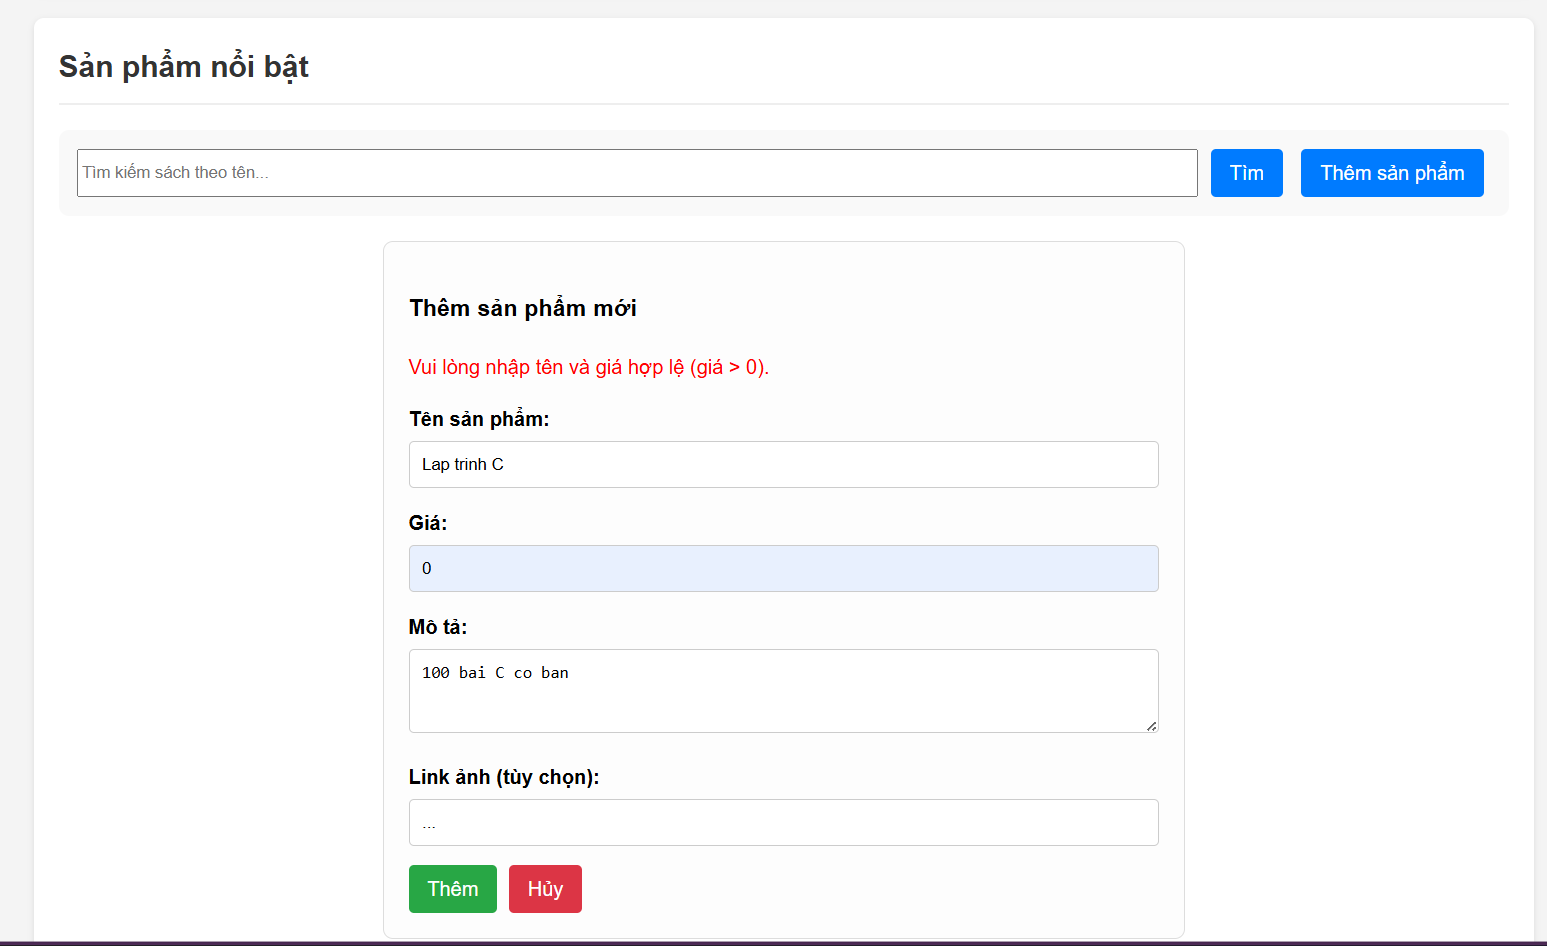 Sản phẩm nổi bật
Tìm kiếm sách theo tên...
Tìm
Thêm sản phẩm
Thêm sản phẩm mới
Vui lòng nhập tên và giá hợp lệ (giá > 0).
Tên sản phẩm:
Lap trinh C
Giá:
0
Mô tả:
100 bai C co ban
Link ảnh (tùy chọn):
...
Thêm
Hủy